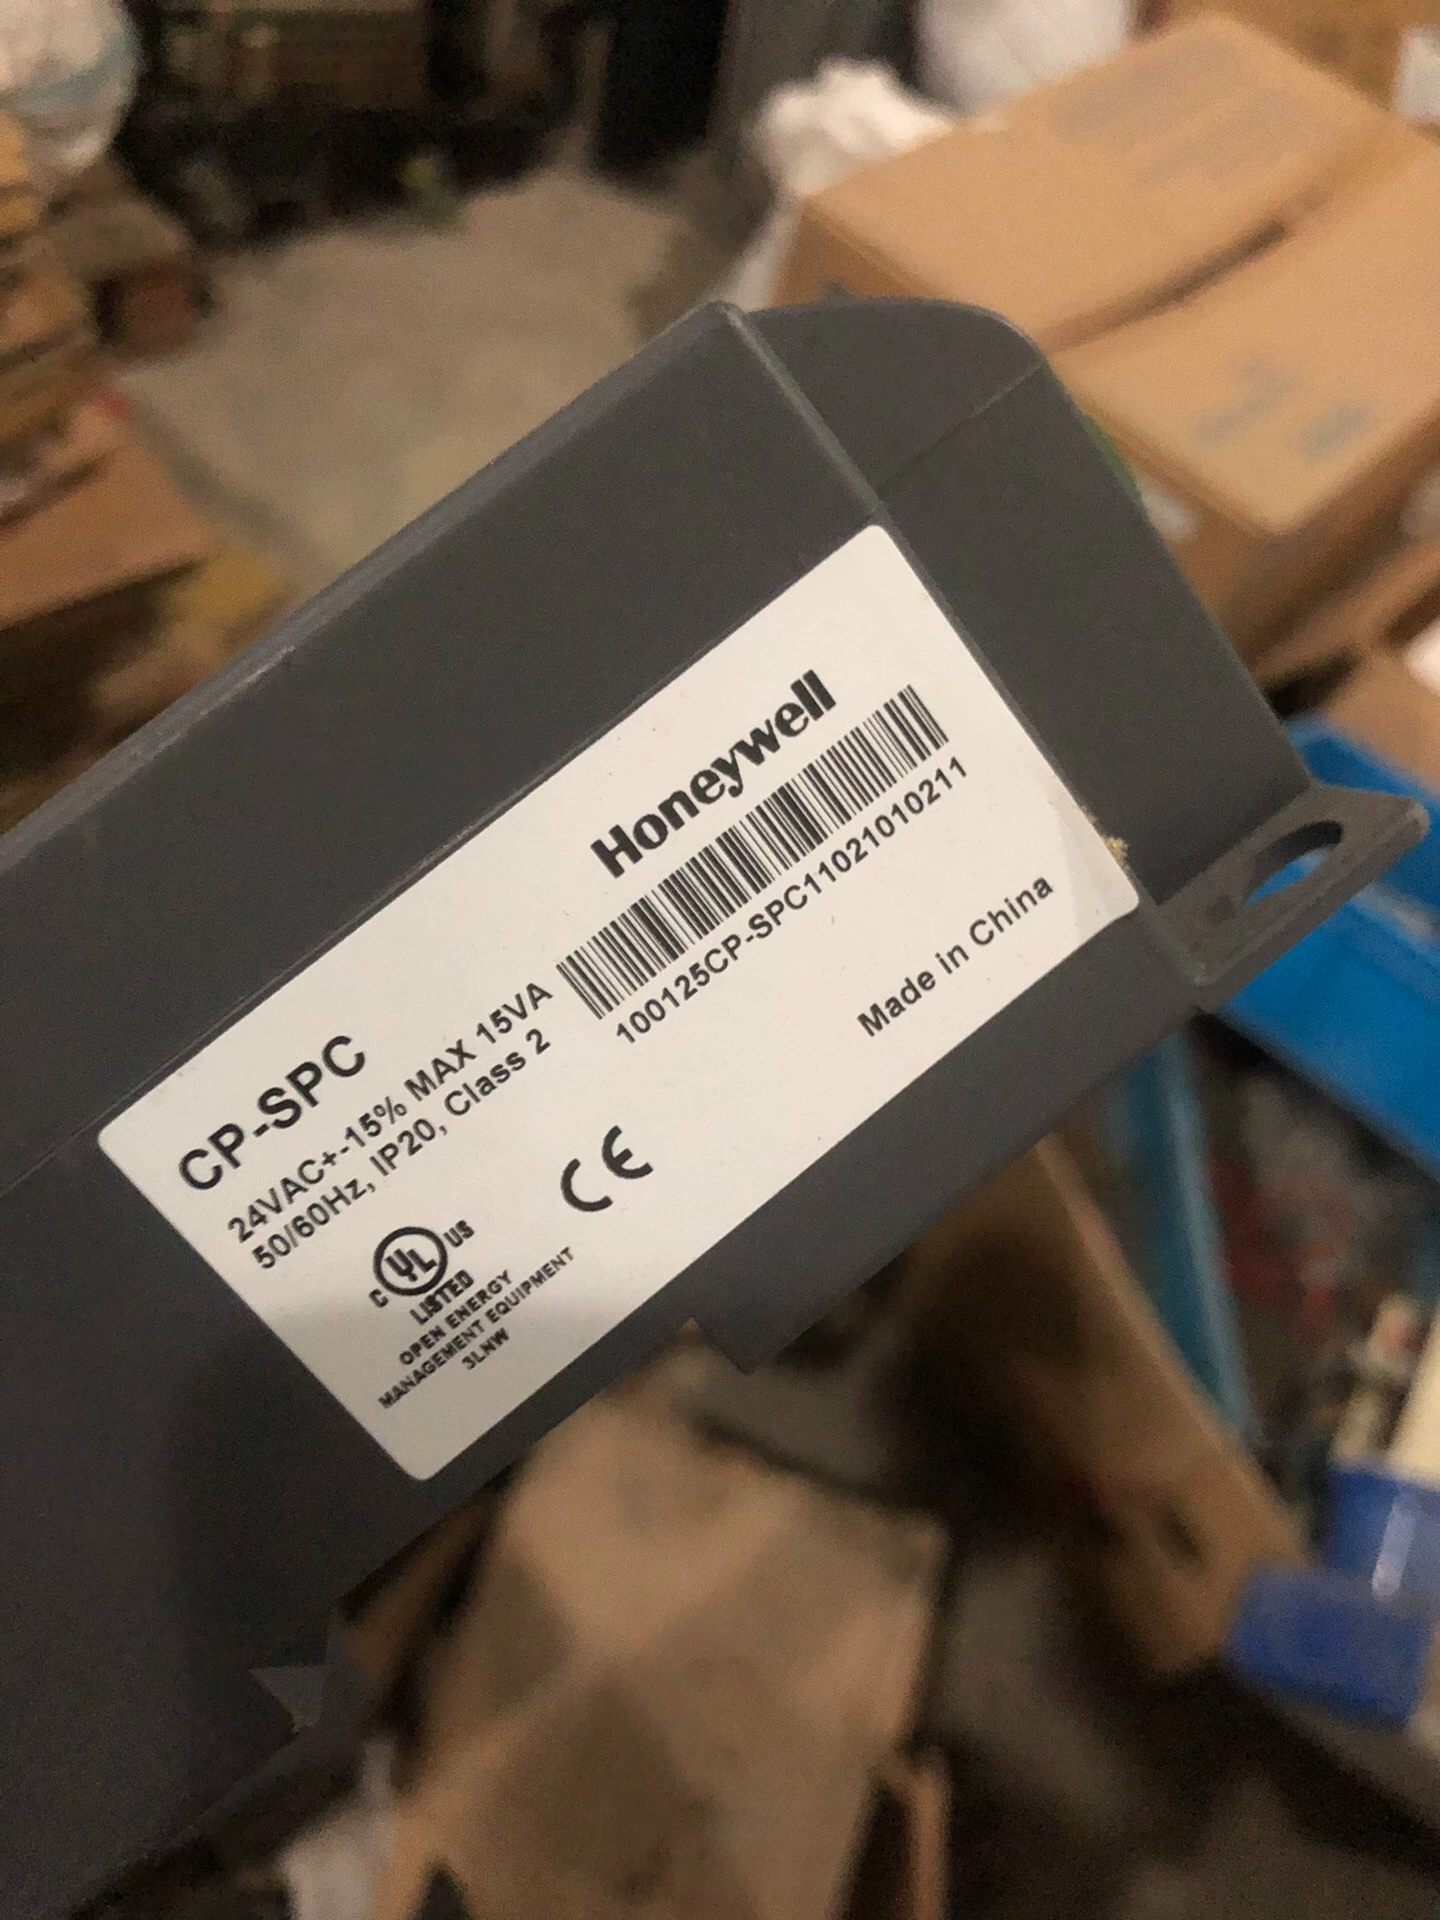 Honeywell
100125CP-SPC11021010211
Made in China
CP-SPC
24VAC+-15% MAX 15VA
50/60Hz, IP20, Class 2
C UL US
LISTED
OPEN ENERGY
MANAGEMENT EQUIPMENT
3LNW
CE